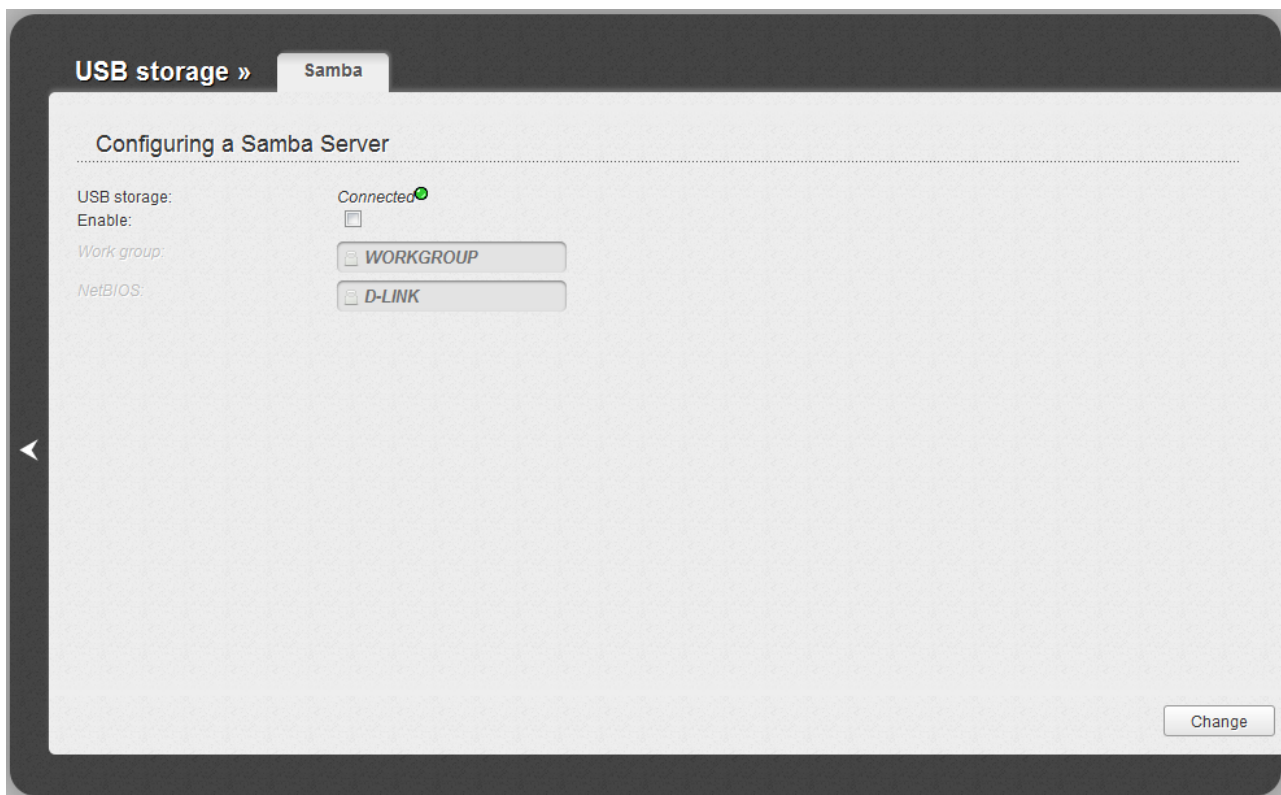 USB storage » Samba
Configuring a Samba Server
USB storage: Connected
Enable:
Work group: WORKGROUP
NetBIOS: D-LINK
Change